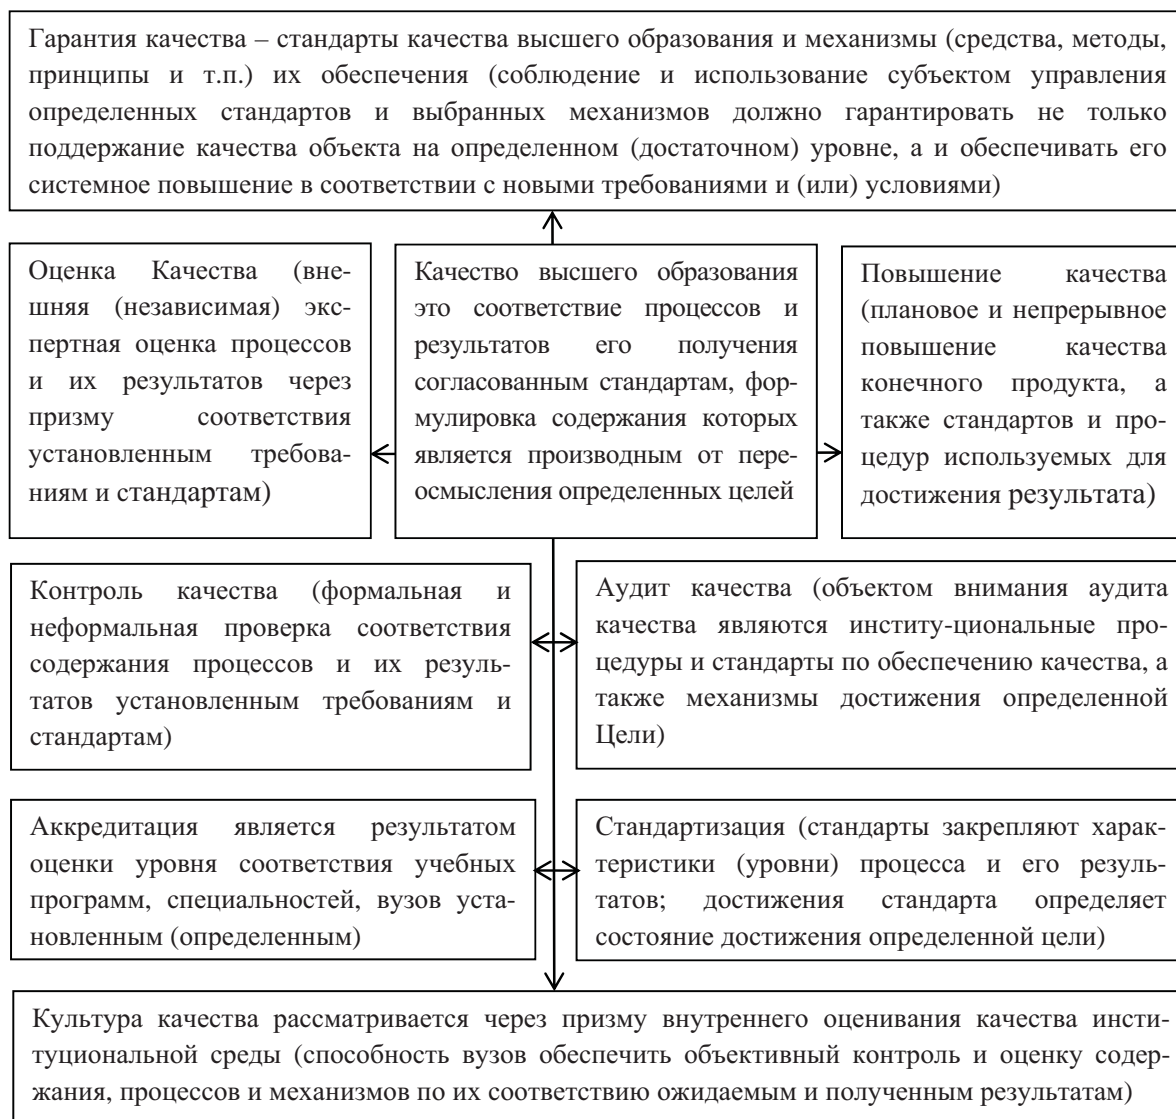 Гарантия качества – стандарты качества высшего образования и механизмы (средства, методы,
принципы и т.п.) их обеспечения (соблюдение и использование субъектом управления
определенных стандартов и выбранных механизмов должно гарантировать не только
поддержание качества объекта на определенном (достаточном) уровне, а и обеспечивать его
системное повышение в соответствии с новыми требованиями и (или) условиями)
Оценка Качества (вне-
шняя (независимая) экс-
пертная оценка процессов
и их результатов через
призму соответствия
установленным требова-
ниям и стандартам)
Качество высшего образования
это соответствие процессов и
результатов его получения
согласованным стандартам, фор-
мулировка содержания которых
является производным от пере-
осмысления определенных целей
Повышение качества
(плановое и непрерывное
повышение качества
конечного продукта, а
также стандартов и про-
цедур используемых для
достижения результата)
Контроль качества (формальная и
неформальная проверка соответствия
содержания процессов и их резуль-
татов установленным требованиям и
стандартам)
Аудит качества (объектом внимания аудита
качества являются институ-циональные про-
цедуры и стандарты по обеспечению качества, а
также механизмы достижения определенной
Цели)
Аккредитация является результатом
оценки уровня соответствия учебных
программ, специальностей, вузов уста-
новленным (определенным)
Стандартизация (стандарты закрепляют харак-
теристики (уровни) процесса и его резуль-
татов; достижения стандарта определяет
состояние достижения определенной цели)
Культура качества рассматривается через призму внутреннего оценивания качества инсти-
туциональной среды (способность вузов обеспечить объективный контроль и оценку содер-
жания, процессов и механизмов по их соответствию ожидаемым и полученным результатам)